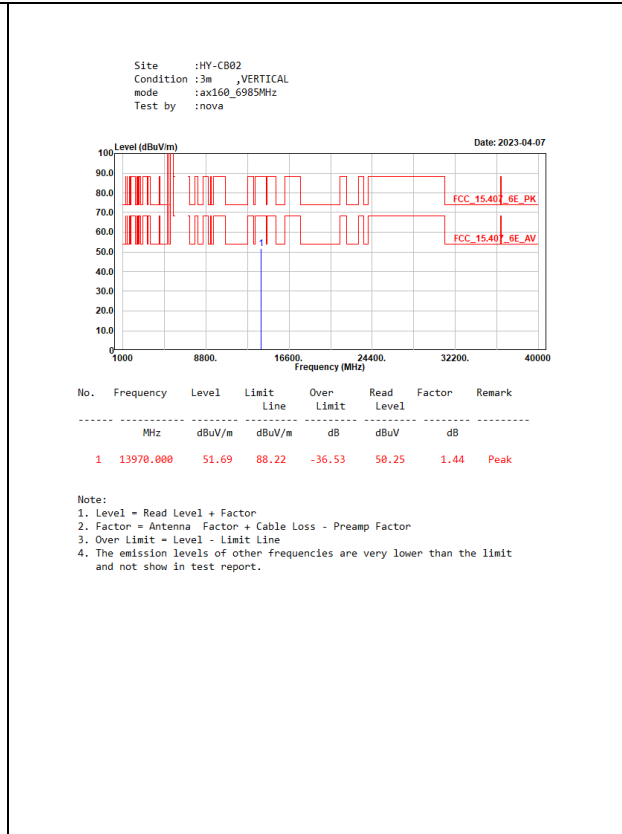 Site :HY-CB02
Condition :3m ,VERTICAL
mode :ax160_6985MHz
Test by :nova
Level (dBuV/m)
Date: 2023-04-07
100
90.0
80.0
70.0
60.0
50.0
40.0
30.0
20.0
10.0
0
FCC_15.407_6E_PK
FCC_15.407_6E_AV
1
1000 8800. 16000. 24400. 32200. 40000
Frequency (MHz)
No. Frequency Level Limit Over Read Factor Remark
Line Limit Level
------ ----------- -------- --------- --------- -------- -------- ---------
MHz dBuV/m dBuV/m dB dBuV dB
1 13970.000 51.69 88.22 -36.53 50.25 1.44 Peak
Note:
1. Level = Read Level + Factor
2. Factor = Antenna Factor + Cable Loss - Preamp Factor
3. Over Limit = Level - Limit Line
4. The emission levels of other frequencies are very lower than the limit
and not show in test report.